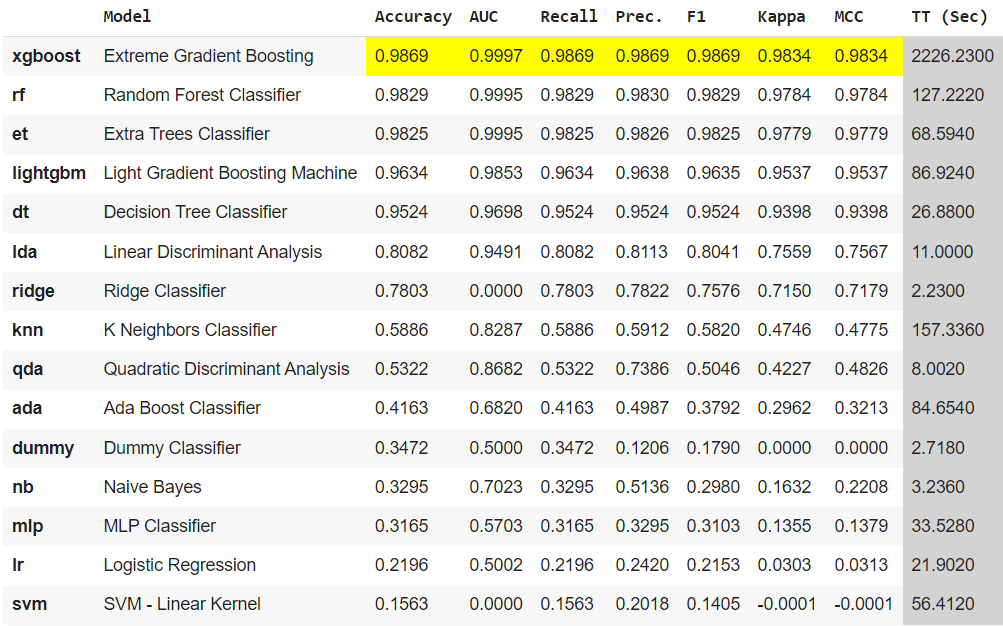 Model Accuracy AUC Recall Prec. F1 Kappa MCC TT (Sec)
xgboost Extreme Gradient Boosting 0.9869 0.9997 0.9869 0.9869 0.9869 0.9834 0.9834 2226.2300
rf Random Forest Classifier 0.9829 0.9995 0.9829 0.9830 0.9829 0.9784 0.9784 127.2220
et Extra Trees Classifier 0.9825 0.9995 0.9825 0.9826 0.9825 0.9779 0.9779 68.5940
lightgbm Light Gradient Boosting Machine 0.9634 0.9853 0.9634 0.9638 0.9635 0.9537 0.9537 86.9240
dt Decision Tree Classifier 0.9524 0.9698 0.9524 0.9524 0.9524 0.9398 0.9398 26.8800
lda Linear Discriminant Analysis 0.8082 0.9491 0.8082 0.8113 0.8041 0.7559 0.7567 11.0000
ridge Ridge Classifier 0.7803 0.0000 0.7803 0.7822 0.7576 0.7150 0.7179 2.2300
knn K Neighbors Classifier 0.5886 0.8287 0.5886 0.5912 0.5820 0.4746 0.4775 157.3360
qda Quadratic Discriminant Analysis 0.5322 0.8682 0.5322 0.7386 0.5046 0.4227 0.4826 8.0020
ada Ada Boost Classifier 0.4163 0.6820 0.4163 0.4987 0.3792 0.2962 0.3213 84.6540
dummy Dummy Classifier 0.3472 0.5000 0.3472 0.1206 0.1790 0.0000 0.0000 2.7180
nb Naive Bayes 0.3295 0.7023 0.3295 0.5136 0.2980 0.1632 0.2208 3.2360
mlp MLP Classifier 0.3165 0.5703 0.3165 0.3295 0.3103 0.1355 0.1379 33.5280
lr Logistic Regression 0.2196 0.5002 0.2196 0.2420 0.2153 0.0303 0.0313 21.9020
svm SVM - Linear Kernel 0.1563 0.0000 0.1563 0.2018 0.1405 -0.0001 -0.0001 56.4120